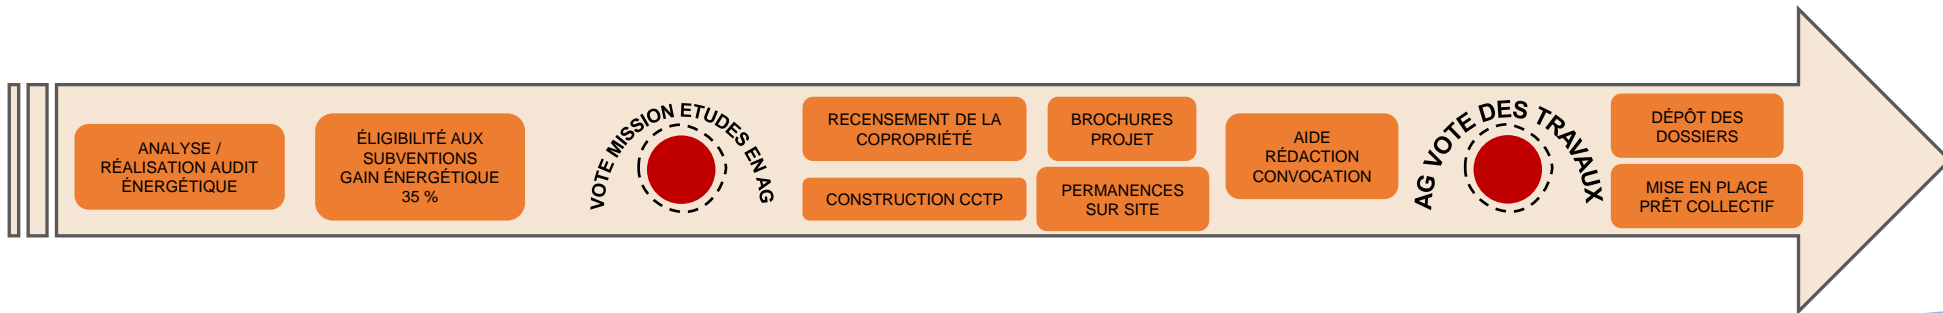 ANALYSE /
RÉALISATION AUDIT
ÉNERGÉTIQUE
ÉLIGIBILITÉ AUX
SUBVENTIONS
GAIN ÉNERGÉTIQUE
35 %
VOTE MISSION ETUDES EN AG
RECENSEMENT DE LA
COPROPRIÉTÉ
CONSTRUCTION CCTP
BROCHURES
PROJET
PERMANENCES
SUR SITE
AIDE
RÉDACTION
CONVOCATION
AG VOTE DES TRAVAUX
DÉPÔT DES
DOSSIERS
MISE EN PLACE
PRÊT COLLECTIF